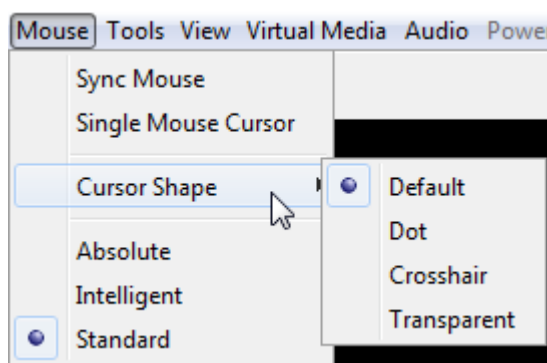 Mouse Tools View Virtual Media Audio Powe
Sync Mouse
Single Mouse Cursor
Cursor Shape
Default
Dot
Crosshair
Transparent
Absolute
Intelligent
Standard